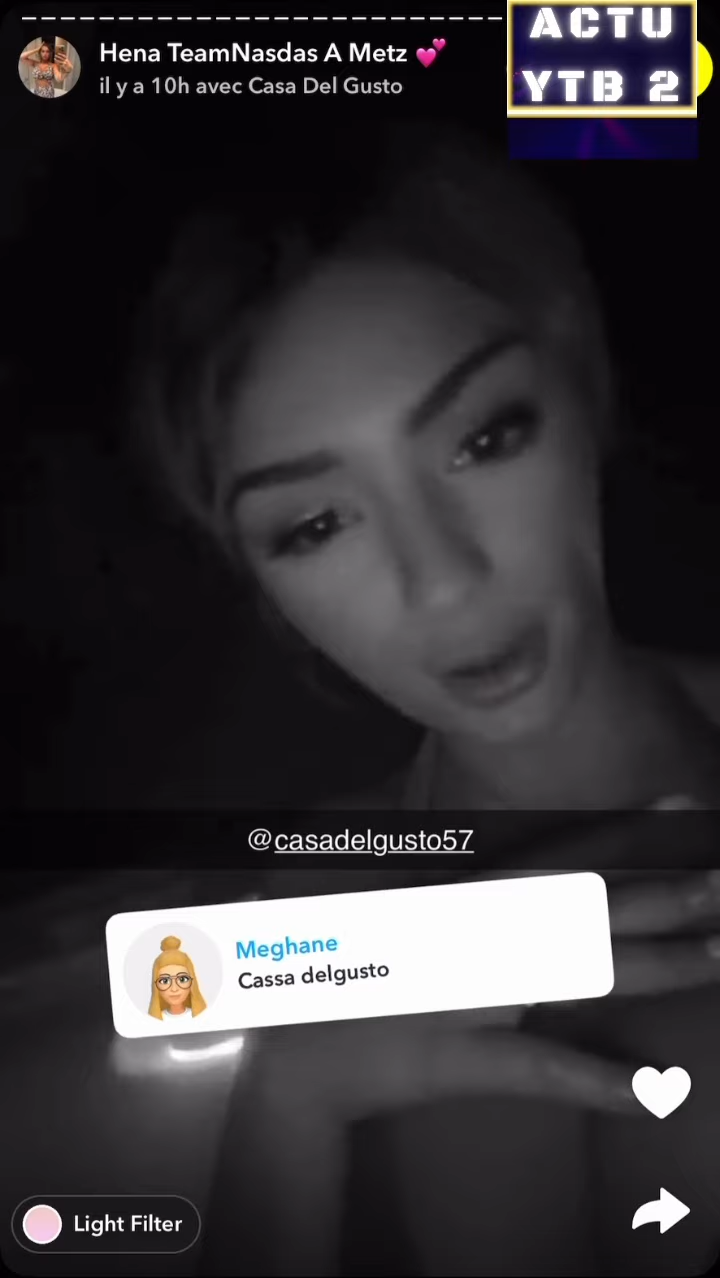 Hena TeamNasdas A Metz 💕
il y a 10h avec Casa Del Gusto
ACTU
YTB 2
@casadelgusto57
Meghane
Cassa delgusto
Light Filter